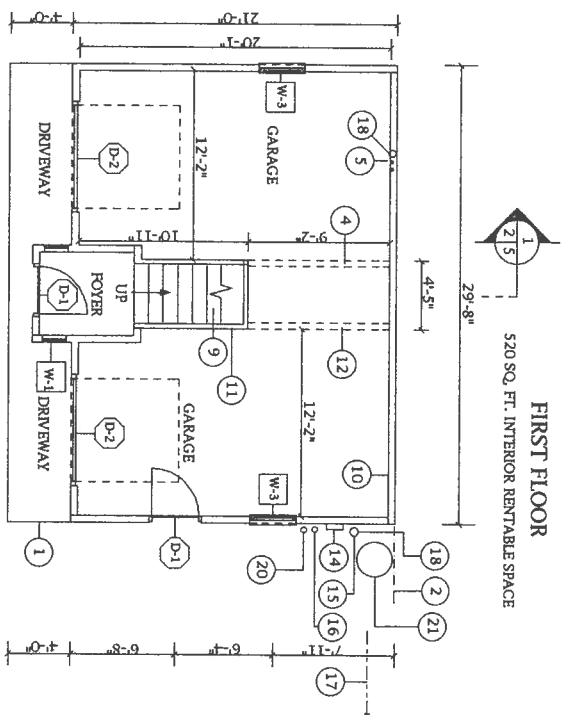 FIRST FLOOR
520 SQ. FT. INTERIOR RENTABLE SPACE
29'-8"
4'-5"
12'-2"
12'-2"
9'-2"
10'-11"
20'-1"
21'-0"
4'-0"
7'-11"
6'-4"
6'-8"
4'-0"
1
2 5
GARAGE
GARAGE
DRIVEWAY
DRIVEWAY
FOYER
UP
W-3
W-3
W-1
D-1
D-1
D-2
D-2
18
5
4
12
11
9
10
14
15
16
18
20
21
2
17
1